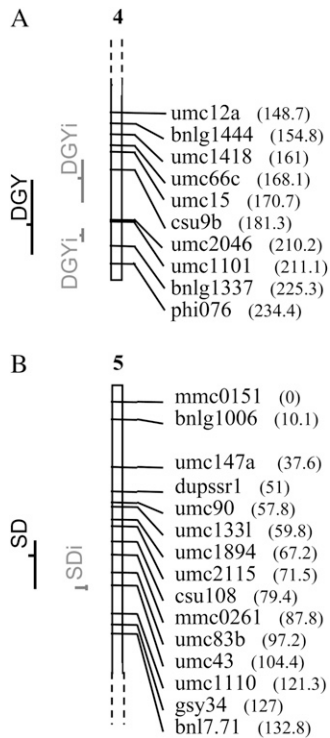 A
4
DGY
DGYi
DGYi
umc12a (148.7)
bnlg1444 (154.8)
umc1418 (161)
umc66c (168.1)
umc15 (170.7)
csu9b (181.3)
umc2046 (210.2)
umc1101 (211.1)
bnlg1337 (225.3)
phi076 (234.4)
B
5
SD
SDi
mmc0151 (0)
bnlg1006 (10.1)
umc147a (37.6)
dupssr1 (51)
umc90 (57.8)
umc133l (59.8)
umc1894 (67.2)
umc2115 (71.5)
csu108 (79.4)
mmc0261 (87.8)
umc83b (97.2)
umc43 (104.4)
umc1110 (121.3)
gsy34 (127)
bnl7.71 (132.8)